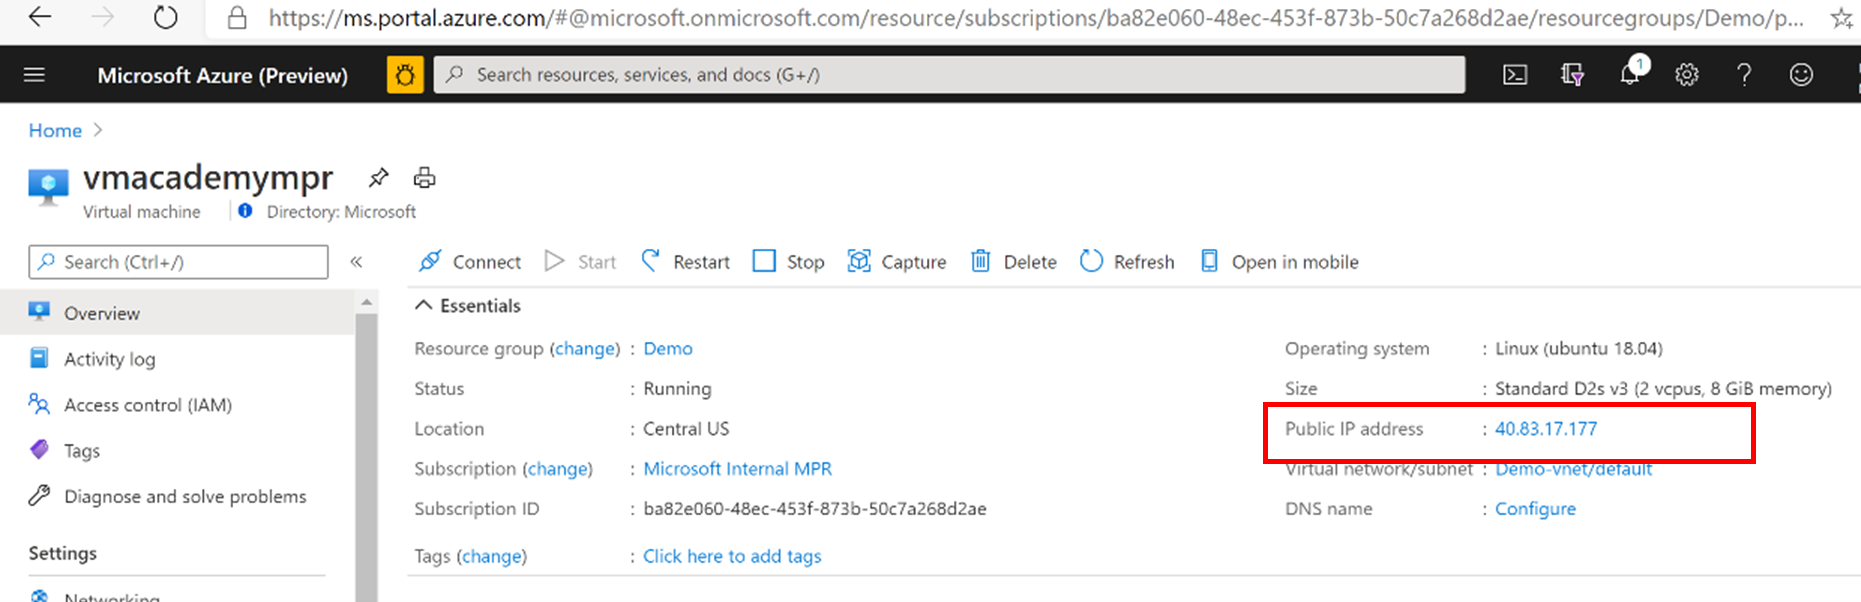 https://ms.portal.azure.com/#@microsoft.onmicrosoft.com/resource/subscriptions/ba82e060-48ec-453f-873b-50c7a268d2ae/resourcegroups/Demo/p...
Microsoft Azure (Preview)
Search resources, services, and docs (G+/)
1
Home
vmacademympr
Virtual machine
Directory: Microsoft
Search (Ctrl+/)
«
Connect
Start
Restart
Stop
Capture
Delete
Refresh
Open in mobile
Overview
Activity log
Access control (IAM)
Tags
Diagnose and solve problems
Settings
Networking
Essentials
Resource group (change) : Demo
Status : Running
Location : Central US
Subscription (change) : Microsoft Internal MPR
Subscription ID : ba82e060-48ec-453f-873b-50c7a268d2ae
Tags (change) : Click here to add tags
Operating system : Linux (ubuntu 18.04)
Size : Standard D2s v3 (2 vcpus, 8 GiB memory)
Public IP address : 40.83.17.177
Virtual network/subnet : Demo-vnet/default
DNS name : Configure